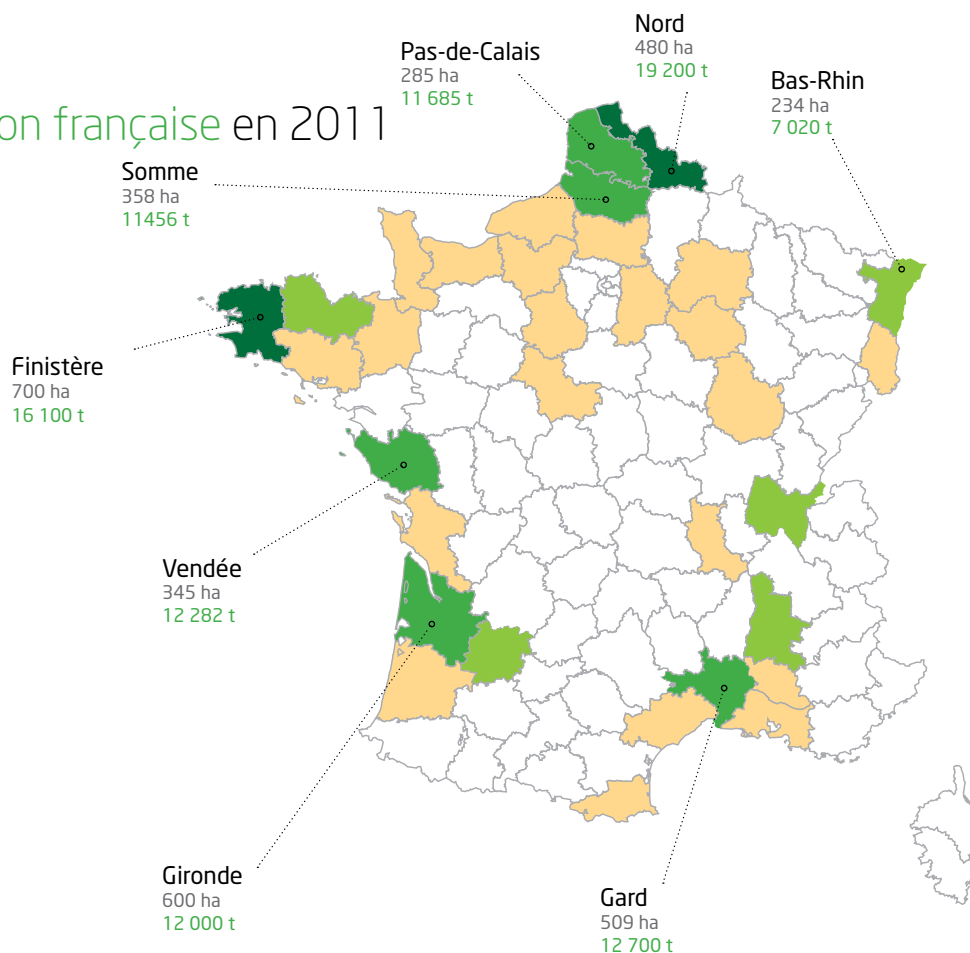 Nord
480 ha
19 200 t
Pas-de-Calais
285 ha
11 685 t
Bas-Rhin
234 ha
7 020 t
on française en 2011
Somme
358 ha
11456 t
Finistère
700 ha
16 100 t
Vendée
345 ha
12 282 t
Gironde
600 ha
12 000 t
Gard
509 ha
12 700 t